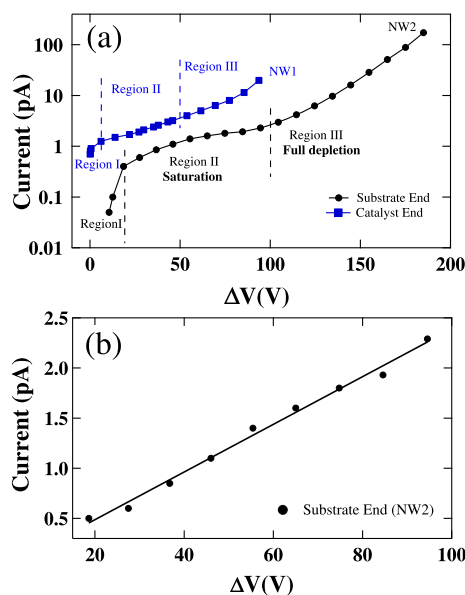 (a)
NW2
100
Region III
Region II
NW1
10
Current (pA)
1
Region I
Region III
Region II
Full depletion
Saturation
0.1
RegionI
Substrate End
Catalyst End
0.01
0 50 100 150 200
ΔV(V)
(b)
2.5
2.0
Current (pA)
1.5
1.0
Substrate End (NW2)
0.5
20 40 60 80 100
ΔV(V)